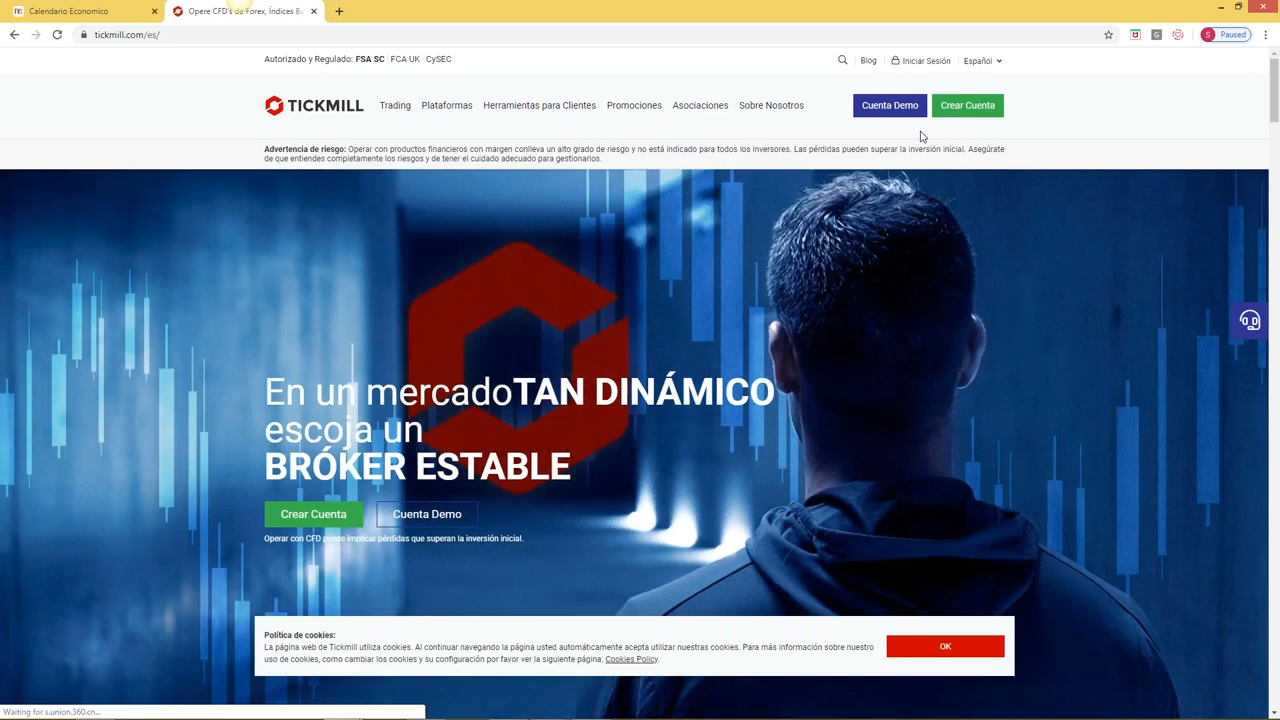 Calendario Economico
Opere CFD's de Forex, Índices Bu
tickmill.com/es/
S
Paused
Autorizado y Regulado: FSA SC FCA UK CySEC
Blog
Iniciar Sesión
Español
TICKMILL
Trading
Plataformas
Herramientas para Clientes
Promociones
Asociaciones
Sobre Nosotros
Cuenta Demo
Crear Cuenta
Advertencia de riesgo: Operar con productos financieros con margen conlleva un alto grado de riesgo y no está indicado para todos los inversores. Las pérdidas pueden superar la inversión inicial. Asegúrate
de que entiendes completamente los riesgos y de tener el cuidado adecuado para gestionarlos.
En un mercadoTAN DINÁMICO
escoja un
BRÓKER ESTABLE
Crear Cuenta
Cuenta Demo
Operar con CFD puede implicar pérdidas que superan la inversión inicial.
Política de cookies:
La página web de Tickmill utiliza cookies. Al continuar navegando la página usted automáticamente acepta utilizar nuestras cookies. Para más información sobre nuestro
uso de cookies, como cambiar los cookies y su configuración por favor ver la siguiente página: Cookies Policy.
OK
Waiting for s.union.360.cn...